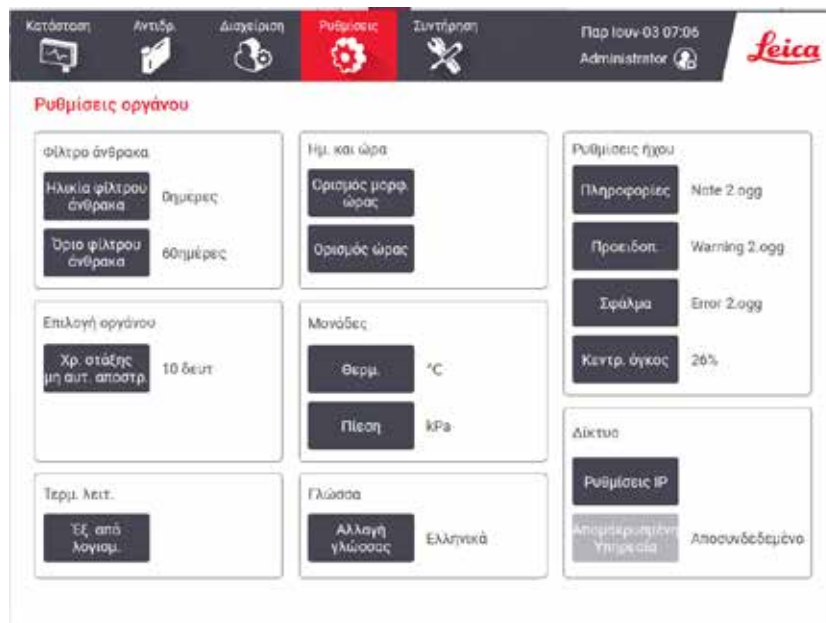 Κατάσταση Αντιδρ. Διαχείριση Ρυθμίσεις Συντήρηση
Παρ Ιουν-03 07:06
Administrator
Leica
Ρυθμίσεις οργάνου
Φίλτρο άνθρακα
Ηλικία φίλτρου
άνθρακα
0ημέρες
Όριο φίλτρου
άνθρακα
60ημέρες
Επιλογή οργάνου
Χρ. στάξης
μη αυτ. αποστρ.
10 δευτ
Τερμ. λειτ.
Έξ. από
λογισμ.
Ημ. και ώρα
Ορισμός μορφ.
ώρας
Ορισμός ώρας
Μονάδες
Θερμ.
°C
Πίεση
kPa
Γλώσσα
Αλλαγή
γλώσσας
Ελληνικά
Ρυθμίσεις ήχου
Πληροφορίες
Note 2.ogg
Προειδοπ.
Warning 2.ogg
Σφάλμα
Error 2.ogg
Κεντρ. όγκος
26%
Δίκτυο
Ρυθμίσεις IP
Απομακρυσμένη
Υπηρεσία
Αποσυνδεδεμένο